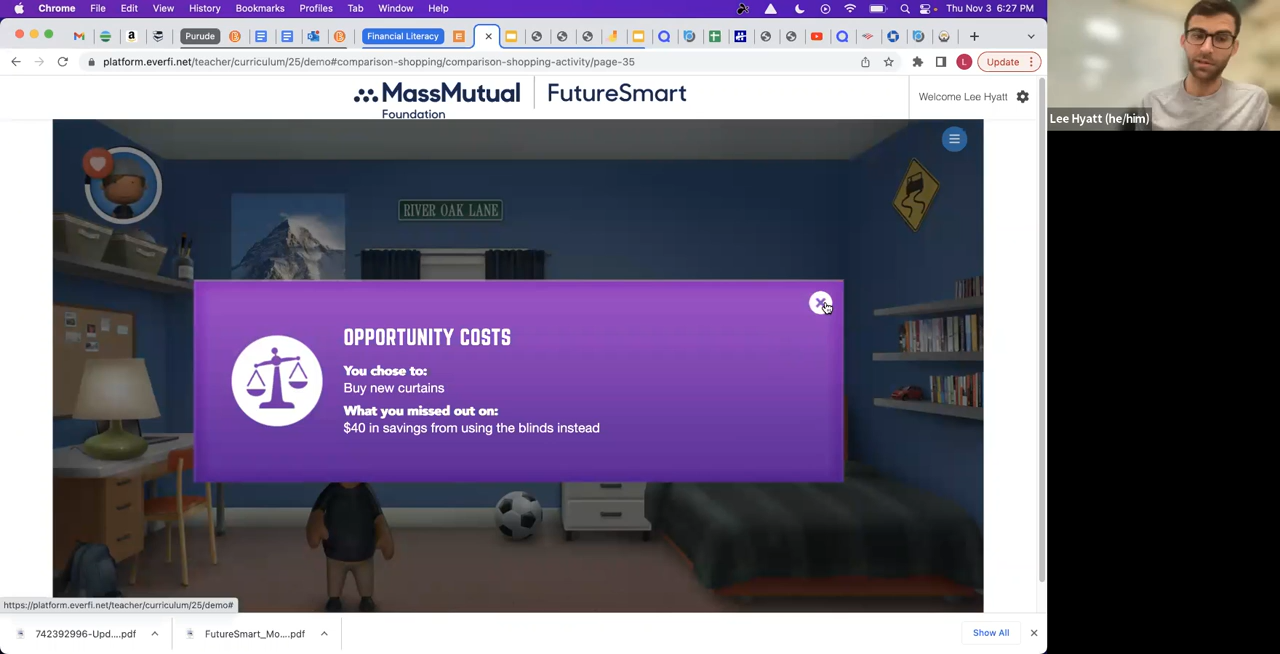 Chrome File Edit View History Bookmarks Profiles Tab Window Help Thu Nov 3 6:27 PM
Purude Financial Literacy
platform.everfi.net/teacher/curriculum/25/demo#comparison-shopping/comparison-shopping-activity/page-35 L Update
MassMutual FutureSmart
Foundation
Welcome Lee Hyatt
Lee Hyatt (he/him)
RIVER OAK LANE
OPPORTUNITY COSTS
You chose to:
Buy new curtains
What you missed out on:
$40 in savings from using the blinds instead
https://platform.everfi.net/teacher/curriculum/25/demo#
742392996-Upd....pdf FutureSmart_Mo....pdf Show All